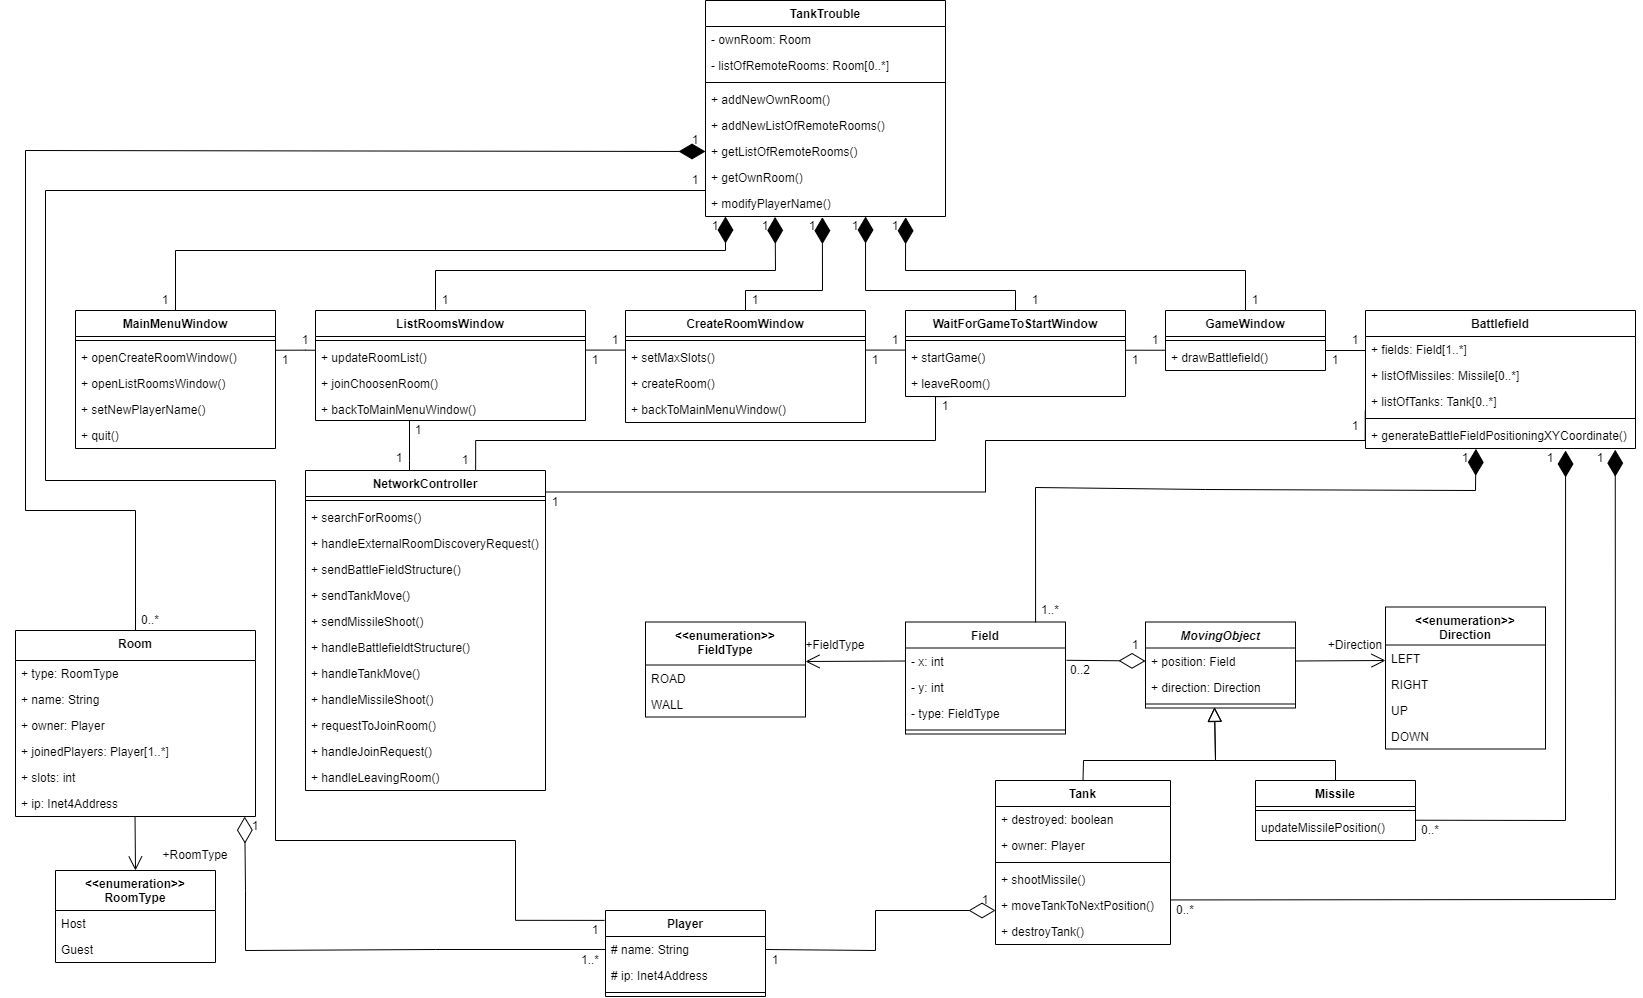 TankTrouble
- ownRoom: Room
- listOfRemoteRooms: Room[0..*]
+ addNewOwnRoom()
+ addNewListOfRemoteRooms()
+ getListOfRemoteRooms()
+ getOwnRoom()
+ modifyPlayerName()
1
1
1
1
1
1
1
1
1
1
1
1
MainMenuWindow
+ openCreateRoomWindow()
+ openListRoomsWindow()
+ setNewPlayerName()
+ quit()
1
1
ListRoomsWindow
+ updateRoomList()
+ joinChoosenRoom()
+ backToMainMenuWindow()
1
1
CreateRoomWindow
+ setMaxSlots()
+ createRoom()
+ backToMainMenuWindow()
1
1
WaitForGameToStartWindow
+ startGame()
+ leaveRoom()
1
1
GameWindow
+ drawBattlefield()
1
1
Battlefield
+ fields: Field[1..*]
+ listOfMissiles: Missile[0..*]
+ listOfTanks: Tank[0..*]
+ generateBattleFieldPositioningXYCoordinate()
1
1
1
1
1
1
1
1
1
NetworkController
+ searchForRooms()
+ handleExternalRoomDiscoveryRequest()
+ sendBattleFieldStructure()
+ sendTankMove()
+ sendMissileShoot()
+ handleBattlefieldtStructure()
+ handleTankMove()
+ handleMissileShoot()
+ requestToJoinRoom()
+ handleJoinRequest()
+ handleLeavingRoom()
0..*
Room
+ type: RoomType
+ name: String
+ owner: Player
+ joinedPlayers: Player[1..*]
+ slots: int
+ ip: Inet4Address
1
+RoomType
<<enumeration>>
RoomType
Host
Guest
<<enumeration>>
FieldType
ROAD
WALL
+FieldType
1..*
Field
- x: int
- y: int
- type: FieldType
0..2
1
MovingObject
+ position: Field
+ direction: Direction
+Direction
<<enumeration>>
Direction
LEFT
RIGHT
UP
DOWN
Tank
+ destroyed: boolean
+ owner: Player
+ shootMissile()
+ moveTankToNextPosition()
+ destroyTank()
0..*
1
Missile
updateMissilePosition()
0..*
Player
# name: String
# ip: Inet4Address
1
1..*
1